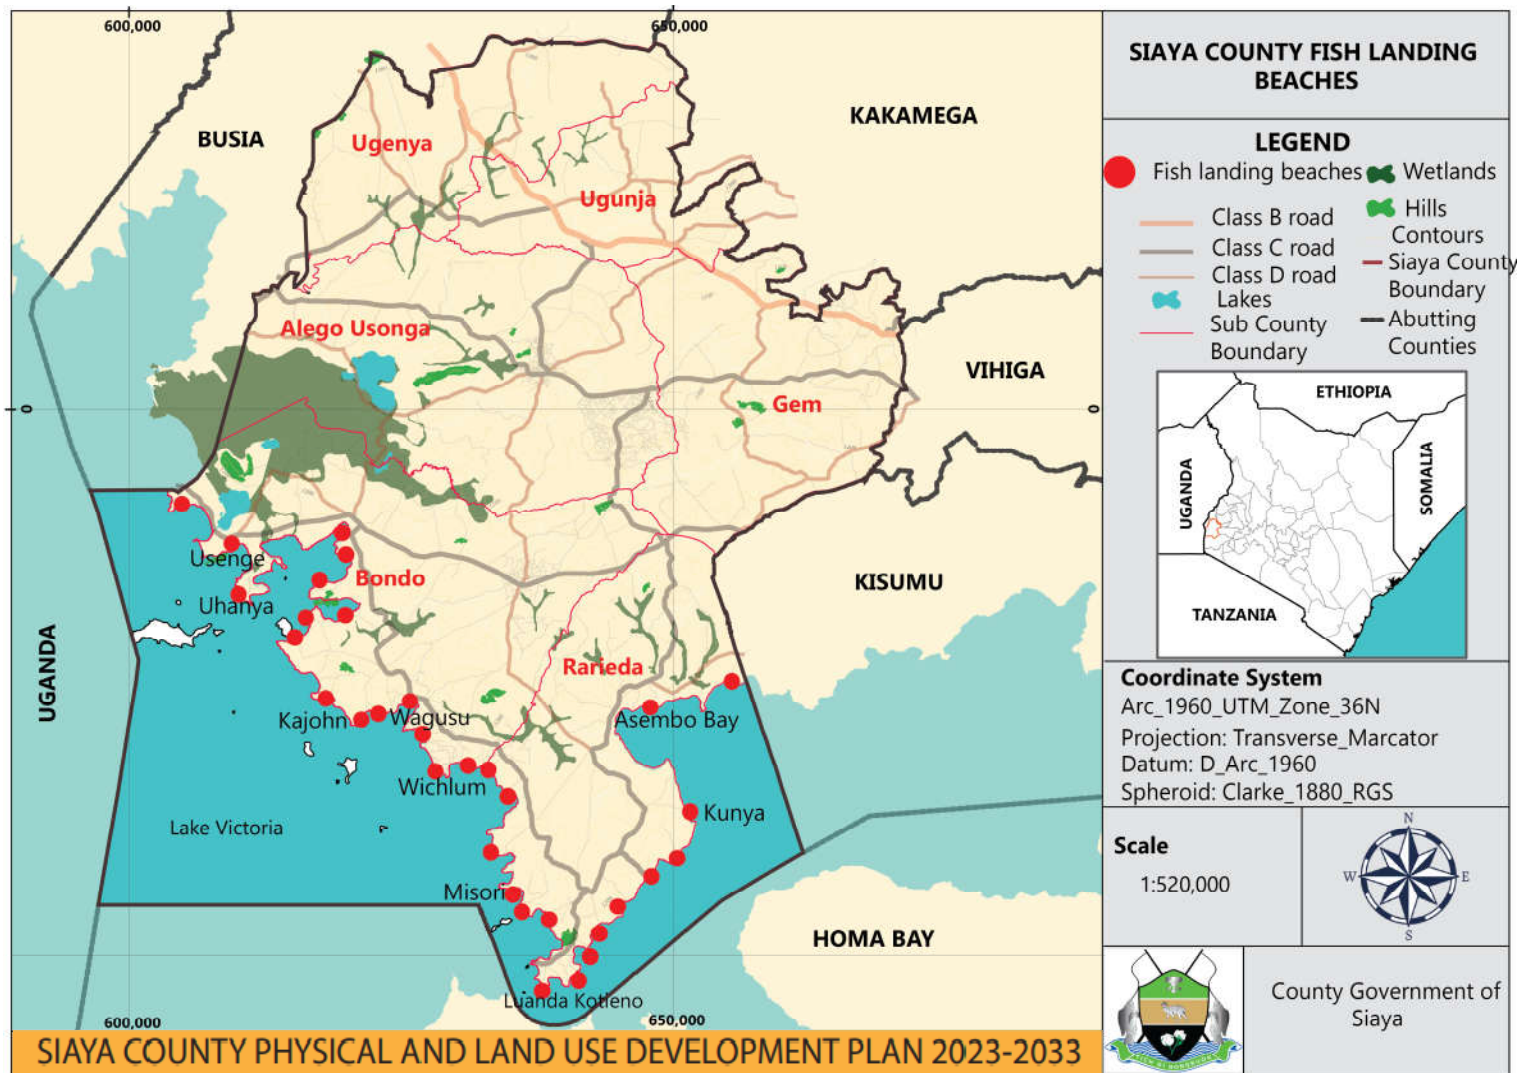 600,000
650,000
BUSIA
KAKAMEGA
Ugenya
Ugunja
Alego Usonga
VIHIGA
Gem
0
0
Usenge
Bondo
Uhanya
KISUMU
UGANDA
Rarieda
Kajohn
Wagusu
Asembo Bay
Wichlum
Kunya
Lake Victoria
Misori
HOMA BAY
Luanda Kotieno
600,000
650,000
SIAYA COUNTY PHYSICAL AND LAND USE DEVELOPMENT PLAN 2023-2033
SIAYA COUNTY FISH LANDING
BEACHES
LEGEND
Fish landing beaches
Class B road
Class C road
Class D road
Lakes
Sub County
Boundary
Wetlands
Hills
Contours
Siaya County
Boundary
Abutting
Counties
ETHIOPIA
UGANDA
SOMALIA
TANZANIA
Coordinate System
Arc_1960_UTM_Zone_36N
Projection: Transverse_Marcator
Datum: D_Arc_1960
Spheroid: Clarke_1880_RGS
Scale
1:520,000
N
W
E
S
County Government of
Siaya